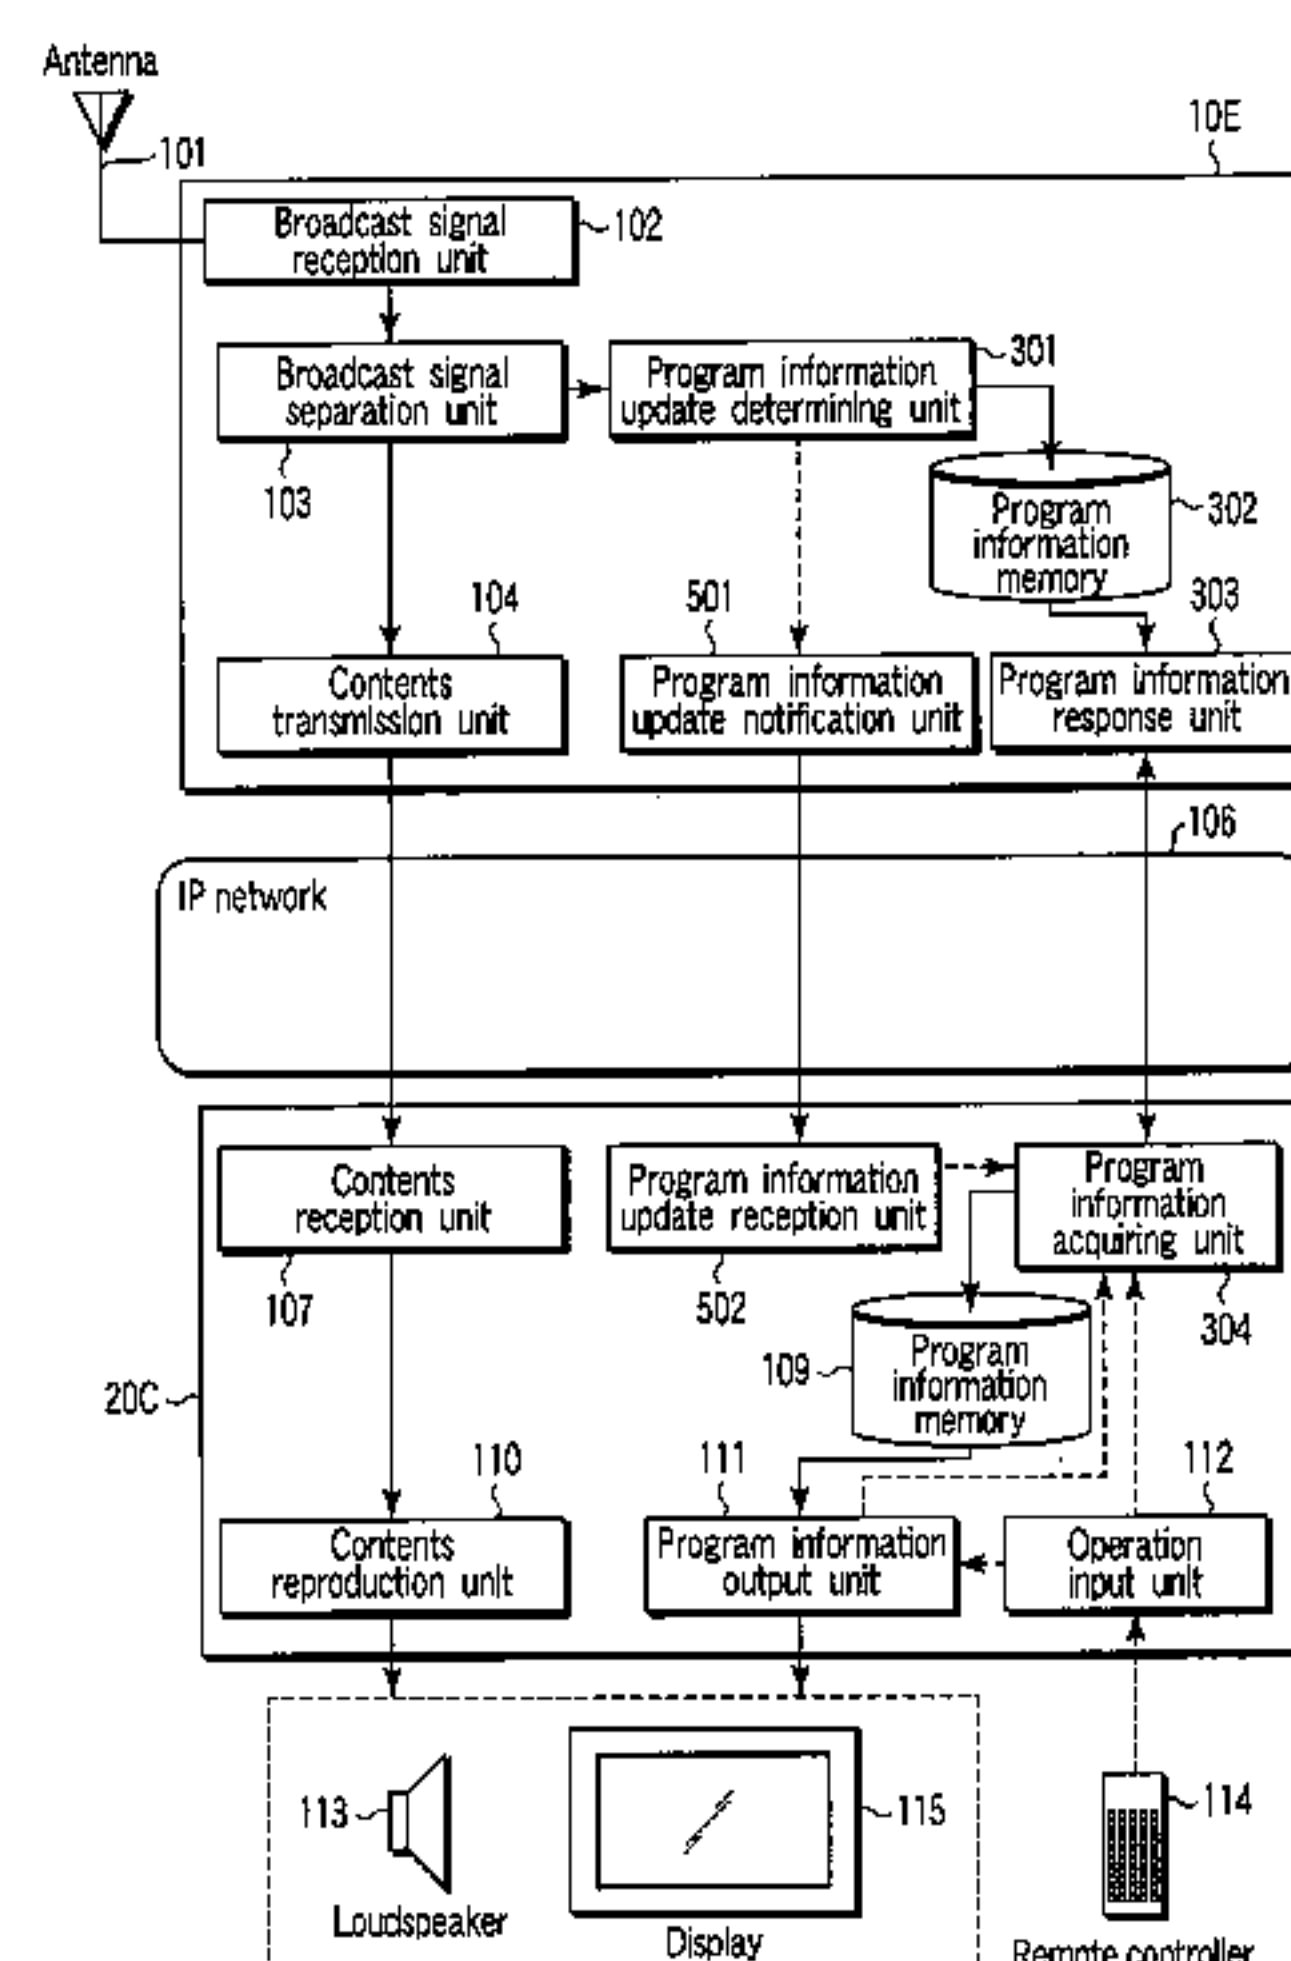 Antenna
101
10E
Broadcast signal
reception unit
102
Broadcast signal
separation unit
103
Program information
update determining unit
301
Program
information
memory
302
104
Contents
transmission unit
501
Program information
update notification unit
303
Program information
response unit
106
IP network
Contents
reception unit
107
Program information
update reception unit
502
Program
information
acquiring unit
304
20C
109
Program
information
memory
110
Contents
reproduction unit
111
Program information
output unit
112
Operation
input unit
113
Loudspeaker
115
Display
114
Remote controller